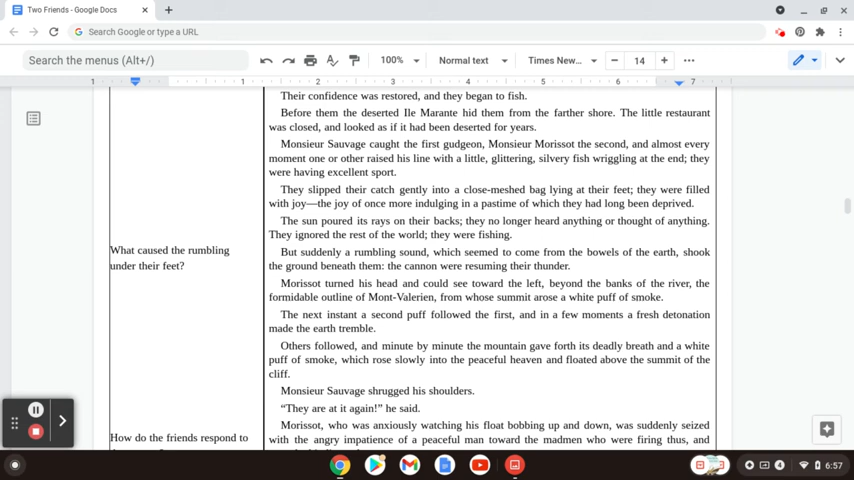 Two Friends - Google Docs
Search Google or type a URL
Search the menus (Alt+/)
100%
Normal text
Times New...
14
1 1 2 3 4 5 6 7
Their confidence was restored, and they began to fish.
Before them the deserted Ile Marante hid them from the farther shore. The little restaurant
was closed, and looked as if it had been deserted for years.
Monsieur Sauvage caught the first gudgeon, Monsieur Morissot the second, and almost every
moment one or other raised his line with a little, glittering, silvery fish wriggling at the end; they
were having excellent sport.
They slipped their catch gently into a close-meshed bag lying at their feet; they were filled
with joy—the joy of once more indulging in a pastime of which they had long been deprived.
The sun poured its rays on their backs; they no longer heard anything or thought of anything.
They ignored the rest of the world; they were fishing.
What caused the rumbling
under their feet?
But suddenly a rumbling sound, which seemed to come from the bowels of the earth, shook
the ground beneath them: the cannon were resuming their thunder.
Morissot turned his head and could see toward the left, beyond the banks of the river, the
formidable outline of Mont-Valerien, from whose summit arose a white puff of smoke.
The next instant a second puff followed the first, and in a few moments a fresh detonation
made the earth tremble.
Others followed, and minute by minute the mountain gave forth its deadly breath and a white
puff of smoke, which rose slowly into the peaceful heaven and floated above the summit of the
cliff.
Monsieur Sauvage shrugged his shoulders.
“They are at it again!” he said.
Morissot, who was anxiously watching his float bobbing up and down, was suddenly seized
with the angry impatience of a peaceful man toward the madmen who were firing thus, and
How do the friends respond to
4
6:57